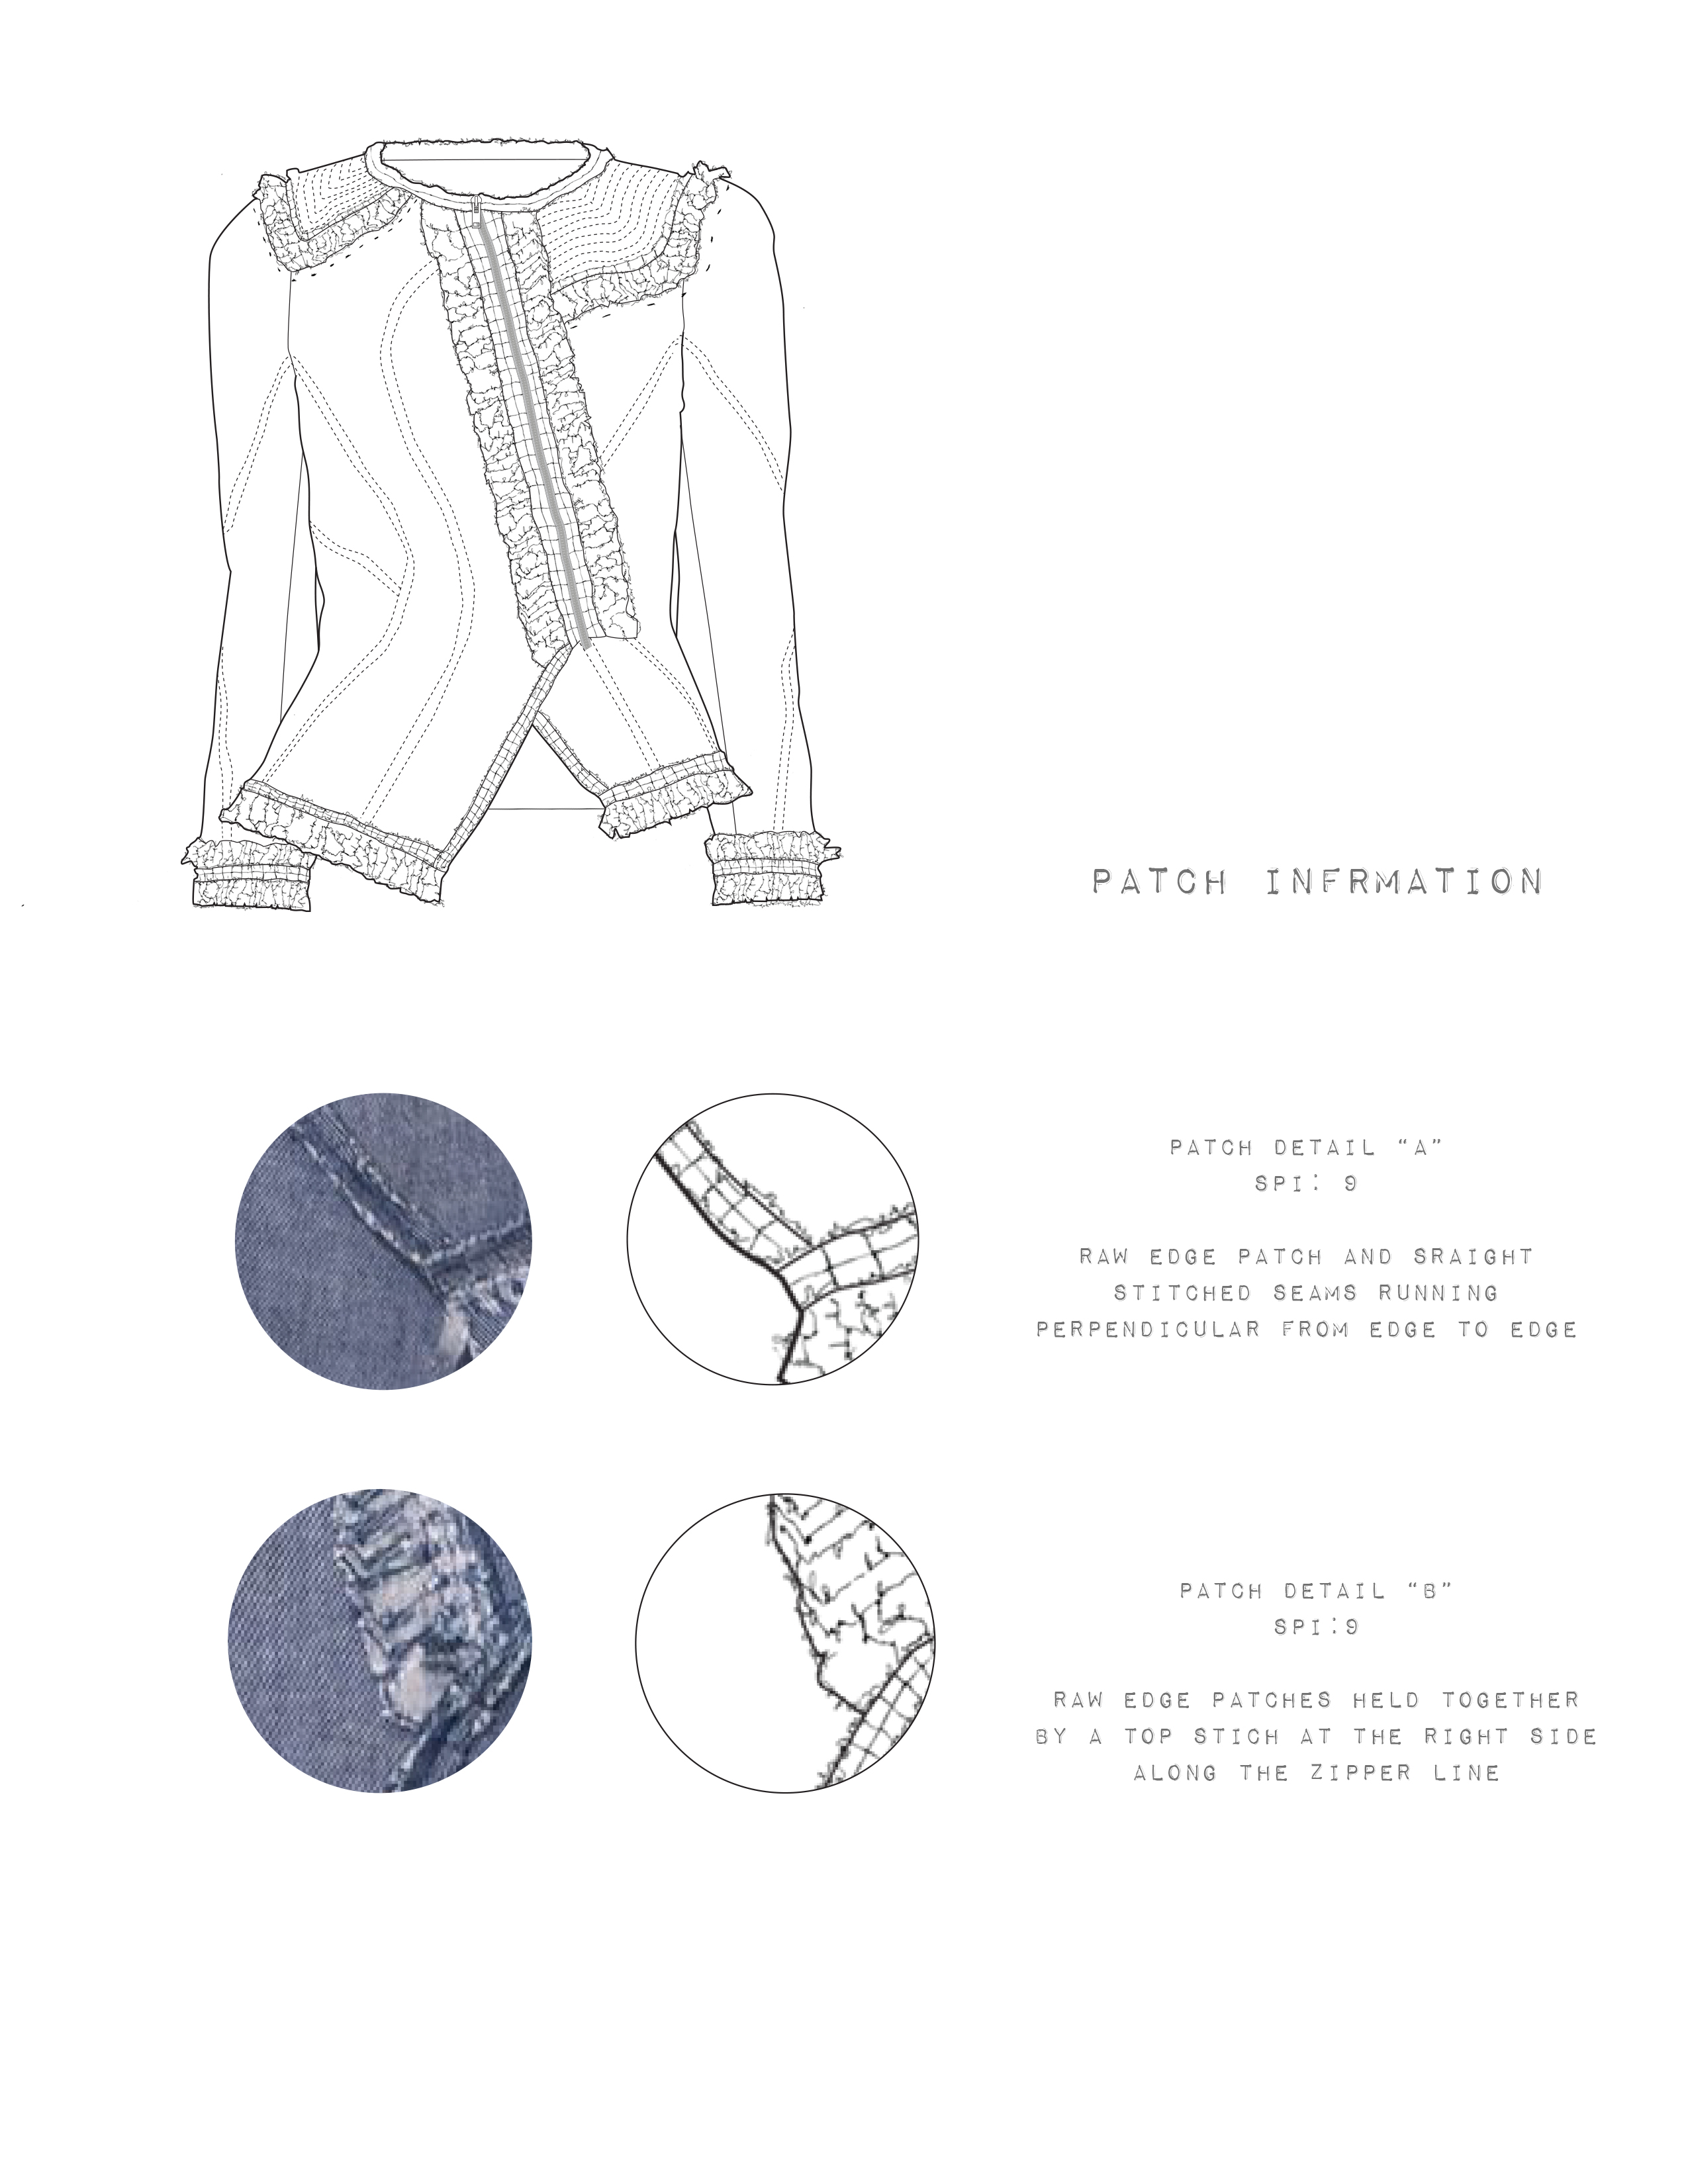 PATCH INFRMATION
PATCH DETAIL “A”
SPI: 9
RAW EDGE PATCH AND SRAIGHT
STITCHED SEAMS RUNNING
PERPENDICULAR FROM EDGE TO EDGE
PATCH DETAIL “B”
SPI:9
RAW EDGE PATCHES HELD TOGETHER
BY A TOP STICH AT THE RIGHT SIDE
ALONG THE ZIPPER LINE